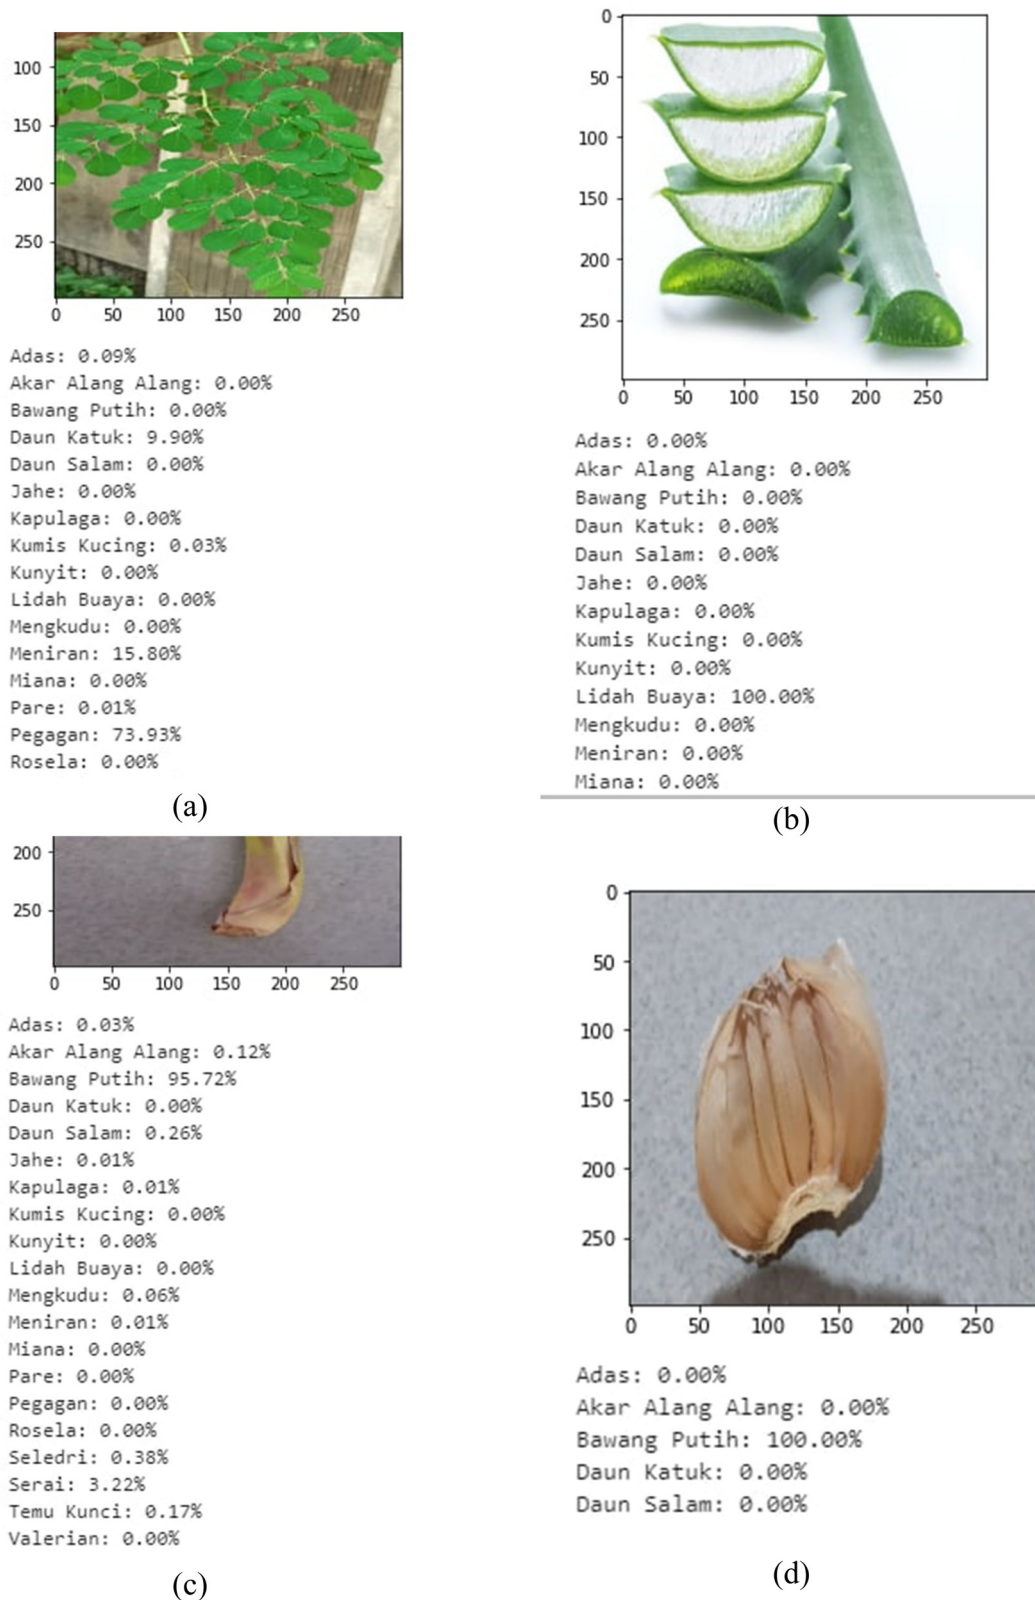 100
150
200
250
0 50 100 150 200 250
Adas: 0.09%
Akar Alang Alang: 0.00%
Bawang Putih: 0.00%
Daun Katuk: 9.90%
Daun Salam: 0.00%
Jahe: 0.00%
Kapulaga: 0.00%
Kumis Kucing: 0.03%
Kunyit: 0.00%
Lidah Buaya: 0.00%
Mengkudu: 0.00%
Meniran: 15.80%
Miana: 0.00%
Pare: 0.01%
Pegagan: 73.93%
Rosela: 0.00%
(a)
0
50
100
150
200
250
0 50 100 150 200 250
Adas: 0.00%
Akar Alang Alang: 0.00%
Bawang Putih: 0.00%
Daun Katuk: 0.00%
Daun Salam: 0.00%
Jahe: 0.00%
Kapulaga: 0.00%
Kumis Kucing: 0.00%
Kunyit: 0.00%
Lidah Buaya: 100.00%
Mengkudu: 0.00%
Meniran: 0.00%
Miana: 0.00%
(b)
200
250
0 50 100 150 200 250
Adas: 0.03%
Akar Alang Alang: 0.12%
Bawang Putih: 95.72%
Daun Katuk: 0.00%
Daun Salam: 0.26%
Jahe: 0.01%
Kapulaga: 0.01%
Kumis Kucing: 0.00%
Kunyit: 0.00%
Lidah Buaya: 0.00%
Mengkudu: 0.06%
Meniran: 0.01%
Miana: 0.00%
Pare: 0.00%
Pegagan: 0.00%
Rosela: 0.00%
Seledri: 0.38%
Serai: 3.22%
Temu Kunci: 0.17%
Valerian: 0.00%
(c)
0
50
100
150
200
250
0 50 100 150 200 250
Adas: 0.00%
Akar Alang Alang: 0.00%
Bawang Putih: 100.00%
Daun Katuk: 0.00%
Daun Salam: 0.00%
(d)